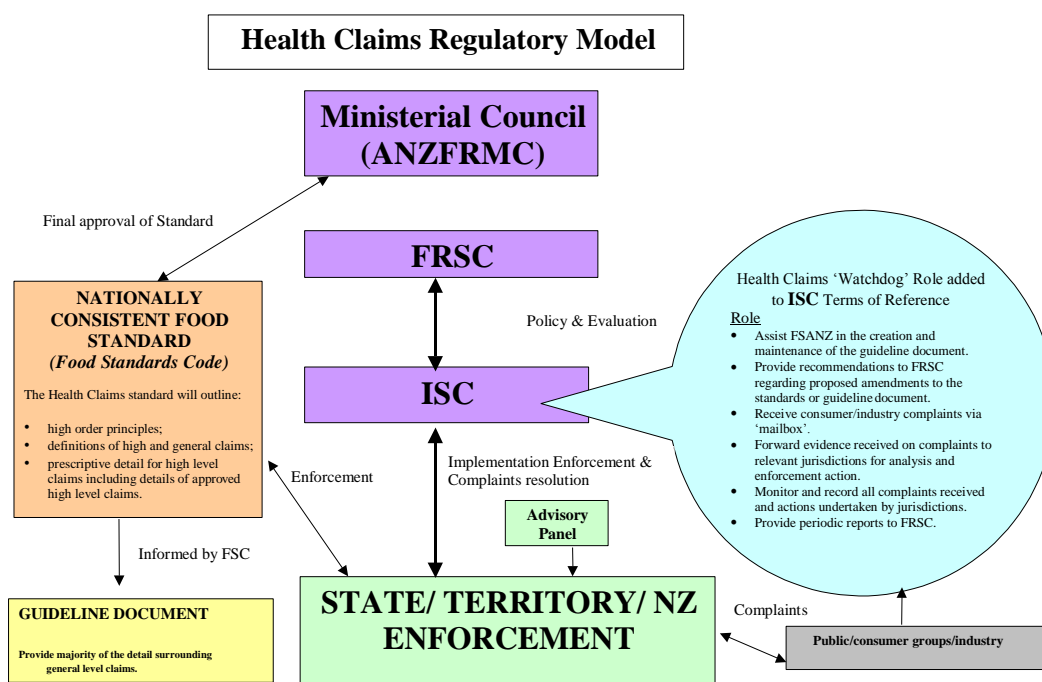 Health Claims Regulatory Model
Ministerial Council
(ANZFRMC)
Final approval of Standard
FRSC
NATIONALLY
CONSISTENT FOOD
STANDARD
(Food Standards Code)
The Health Claims standard will outline:
• high order principles;
• definitions of high and general claims;
• prescriptive detail for high level
claims including details of approved
high level claims.
Policy & Evaluation
ISC
Health Claims ‘Watchdog’ Role added
to ISC Terms of Reference
Role
• Assist FSANZ in the creation and
maintenance of the guideline document.
• Provide recommendations to FRSC
regarding proposed amendments to the
standards or guideline document.
• Receive consumer/industry complaints via
‘mailbox’.
• Forward evidence received on complaints to
relevant jurisdictions for analysis and
enforcement action.
• Monitor and record all complaints received
and actions undertaken by jurisdictions.
• Provide periodic reports to FRSC.
Enforcement
Implementation Enforcement &
Complaints resolution
Advisory
Panel
Informed by FSC
GUIDELINE DOCUMENT
Provide majority of the detail surrounding
general level claims.
STATE/ TERRITORY/ NZ
ENFORCEMENT
Complaints
Public/consumer groups/industry